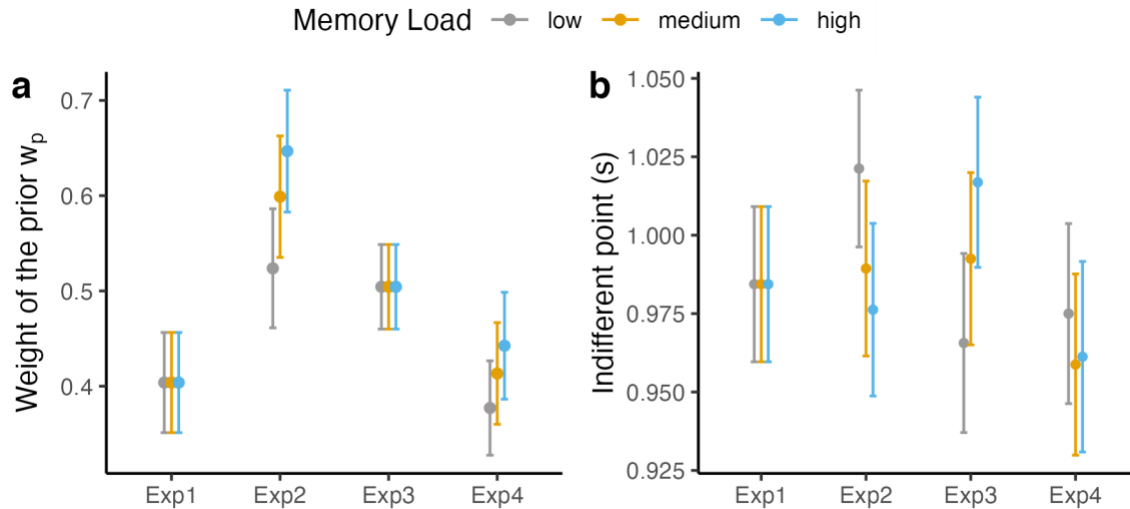 Memory Load low medium high
a
Weight of the prior wp
0.7
0.6
0.5
0.4
Exp1 Exp2 Exp3 Exp4
b
Indifferent point (s)
1.050
1.025
1.000
0.975
0.950
0.925
Exp1 Exp2 Exp3 Exp4